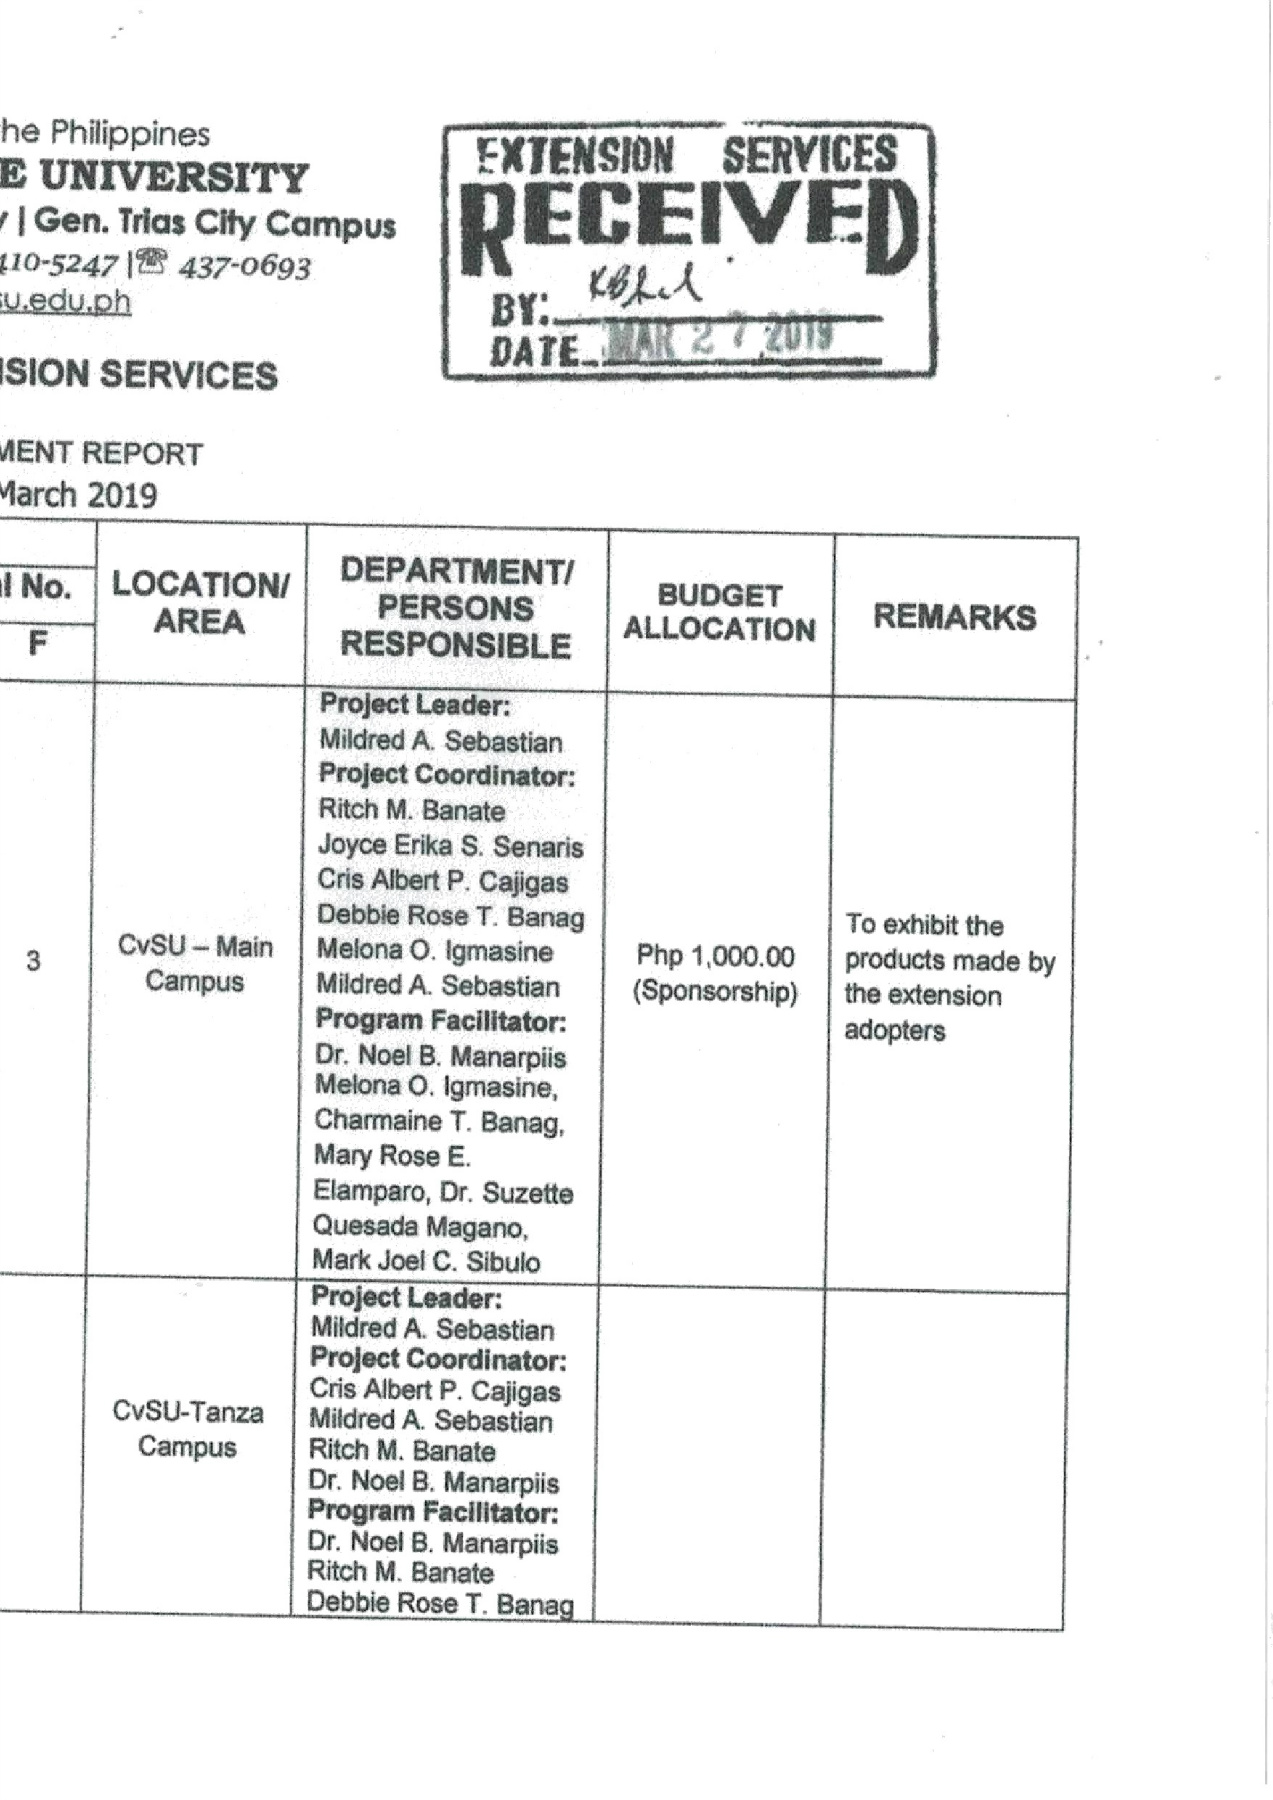 he Philippines
E UNIVERSITY
y | Gen. Trias City Campus
410-5247 |☏ 437-0693
su.edu.ph
EXTENSION SERVICES
RECEIVED
BY:
DATE MAR 27 2019
SION SERVICES
MENT REPORT
March 2019
l No.
F
LOCATION/
AREA
DEPARTMENT/
PERSONS
RESPONSIBLE
BUDGET
ALLOCATION
REMARKS
3
CvSU – Main
Campus
Project Leader:
Mildred A. Sebastian
Project Coordinator:
Ritch M. Banate
Joyce Erika S. Senaris
Cris Albert P. Cajigas
Debbie Rose T. Banag
Melona O. Igmasine
Mildred A. Sebastian
Program Facilitator:
Dr. Noel B. Manarpiis
Melona O. Igmasine,
Charmaine T. Banag,
Mary Rose E.
Elamparo, Dr. Suzette
Quesada Magano,
Mark Joel C. Sibulo
Php 1,000.00
(Sponsorship)
To exhibit the
products made by
the extension
adopters
CvSU-Tanza
Campus
Project Leader:
Mildred A. Sebastian
Project Coordinator:
Cris Albert P. Cajigas
Mildred A. Sebastian
Ritch M. Banate
Dr. Noel B. Manarpiis
Program Facilitator:
Dr. Noel B. Manarpiis
Ritch M. Banate
Debbie Rose T. Banag